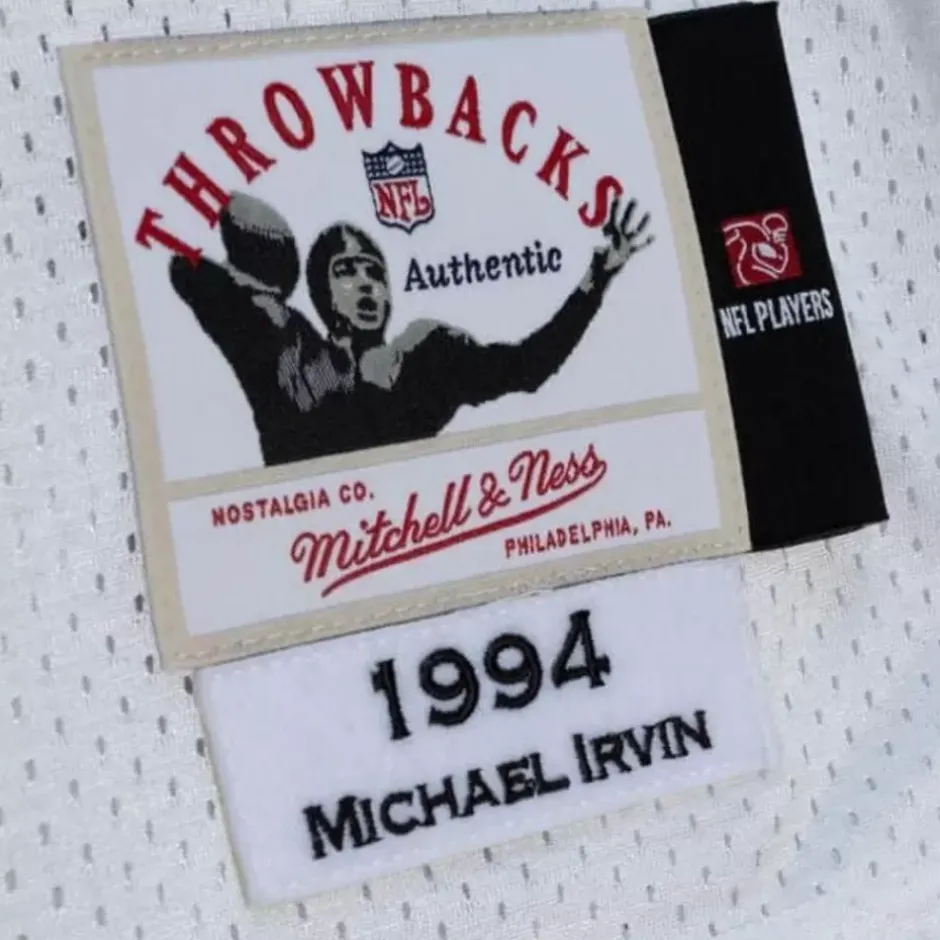 THROWBACKS
NFL
Authentic
NFL PLAYERS
NOSTALGIA CO.
Mitchell & Ness
PHILADELPHIA, PA.
1994
MICHAEL IRVIN